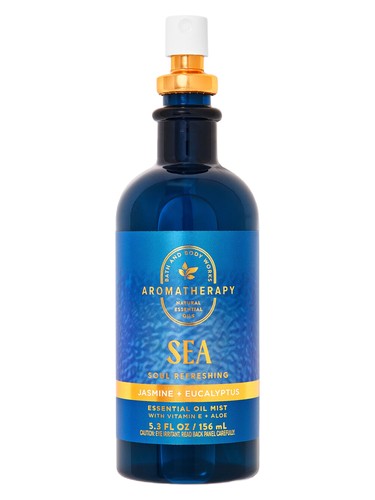 BATH AND BODY WORKS
AROMATHERAPY
NATURAL
ESSENTIAL
OILS
SEA
SOUL REFRESHING
JASMINE + EUCALYPTUS
ESSENTIAL OIL MIST
WITH VITAMIN E + ALOE
5.3 FL OZ / 156 mL
CAUTION: EYE IRRITANT. READ BACK PANEL CAREFULLY.